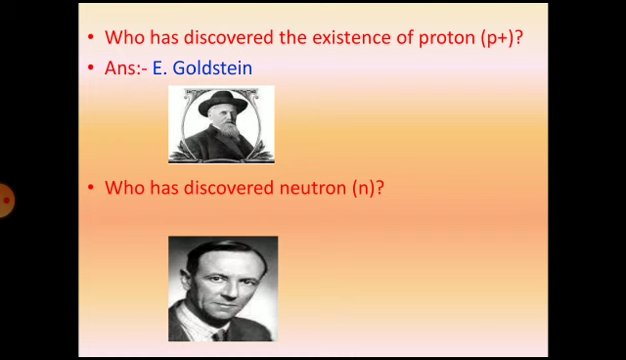 • Who has discovered the existence of proton (p+)?
• Ans:- E. Goldstein
• Who has discovered neutron (n)?